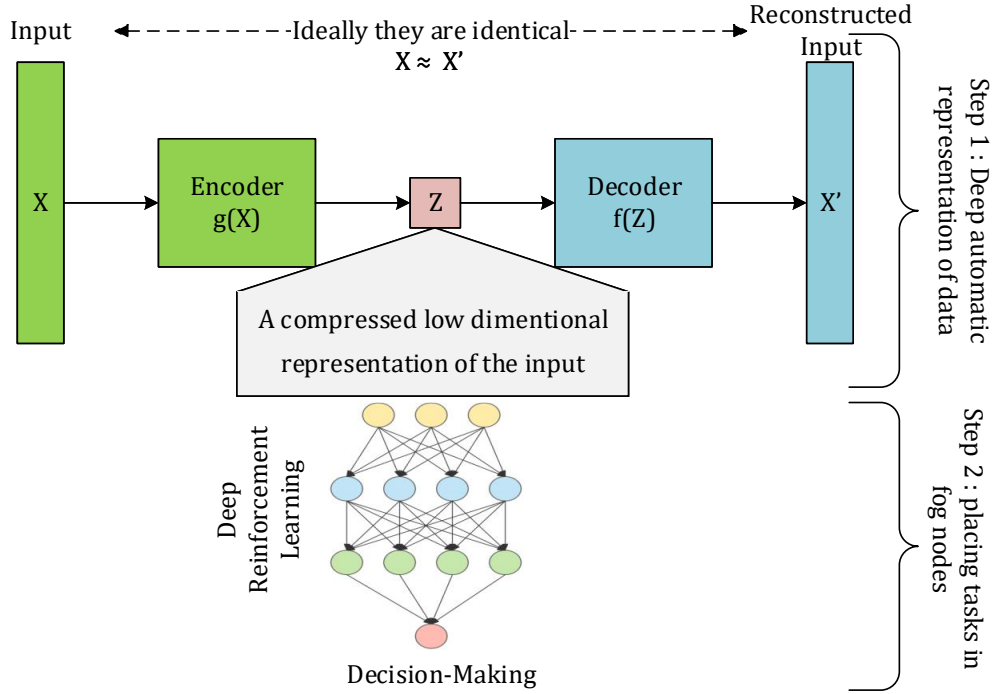 Input
Ideally they are identical
X ≈ X’
Reconstructed
Input
X
Encoder
g(X)
Z
Decoder
f(Z)
X’
A compressed low dimentional
representation of the input
Step 1 : Deep automatic
representation of data
Deep
Reinforcement
Learning
Step 2 : placing tasks in
fog nodes
Decision-Making